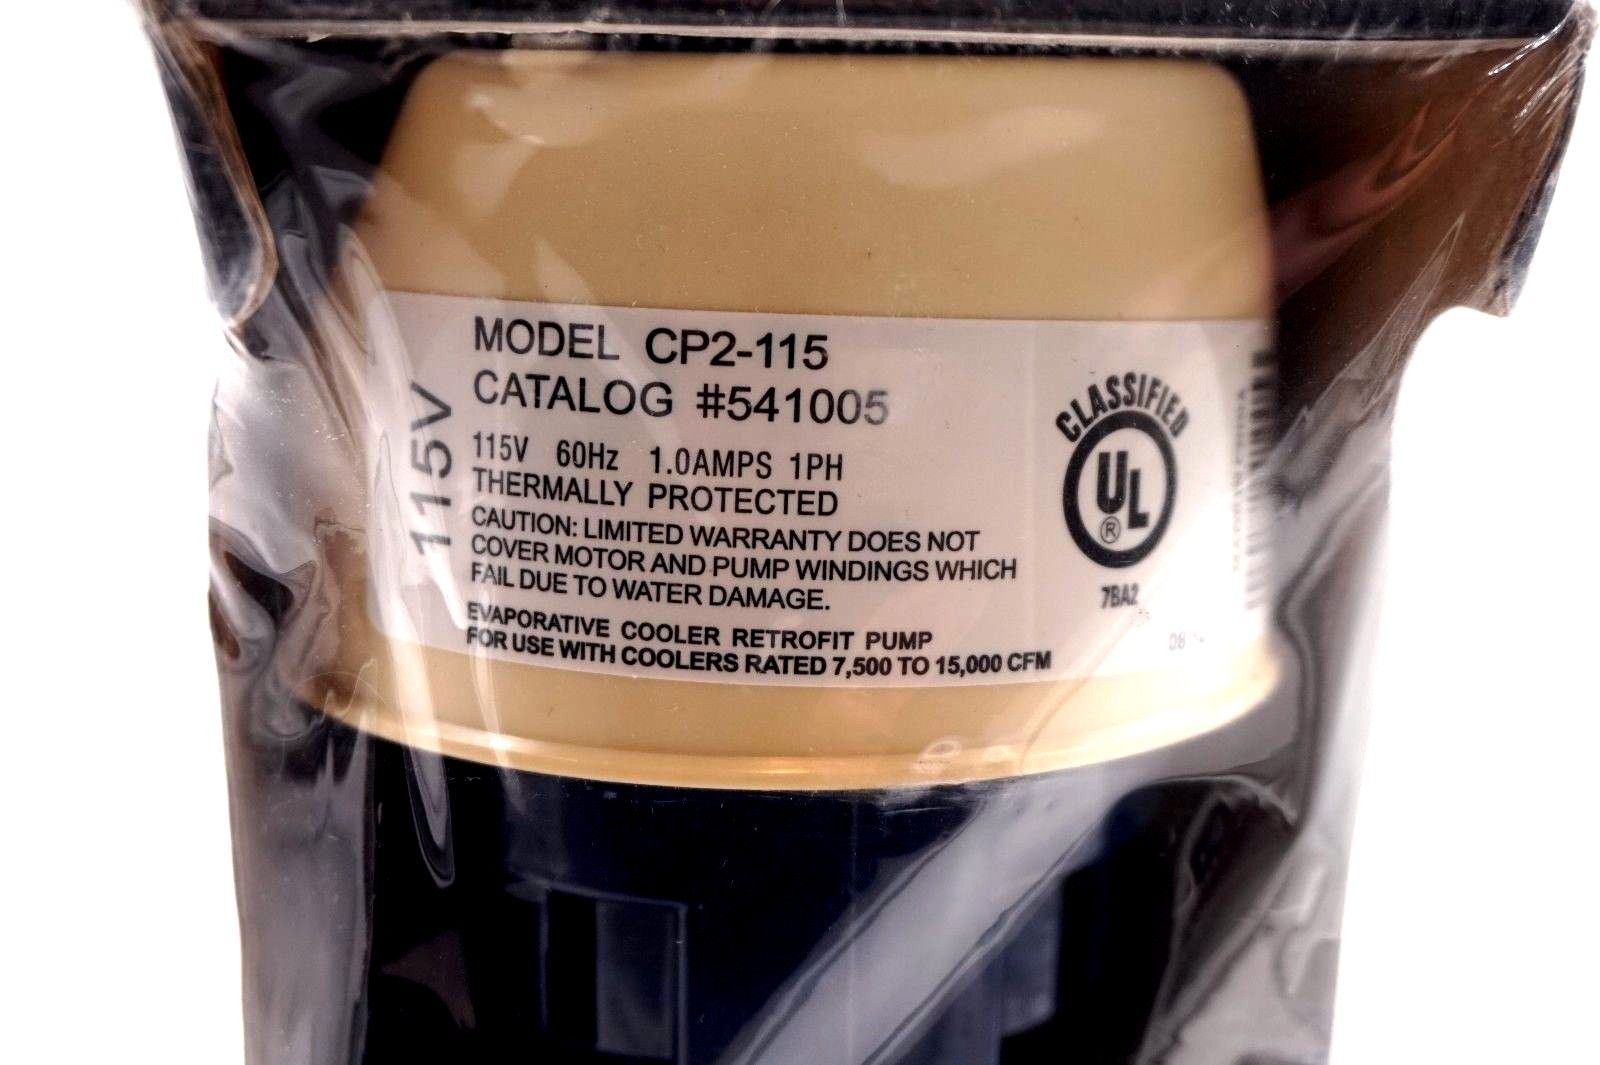 MODEL CP2-115
CATALOG #541005
115V
115V 60Hz 1.0AMPS 1PH
THERMALLY PROTECTED
CAUTION: LIMITED WARRANTY DOES NOT
COVER MOTOR AND PUMP WINDINGS WHICH
FAIL DUE TO WATER DAMAGE.
EVAPORATIVE COOLER RETROFIT PUMP
FOR USE WITH COOLERS RATED 7,500 TO 15,000 CFM
CLASSIFIED
UL
®
7BA2